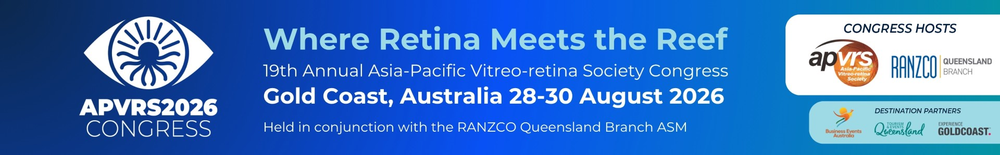 Where Retina Meets the Reef
19th Annual Asia-Pacific Vitreo-retina Society Congress
Gold Coast, Australia 28-30 August 2026
Held in conjunction with the RANZCO Queensland Branch ASM
APVRS2026
CONGRESS
CONGRESS HOSTS
apvrs
Asia-Pacific
Vitreo-retina
Society
RANZCO
QUEENSLAND
BRANCH
DESTINATION PARTNERS
Business Events
Australia
TOURISM
& EVENTS
Queensland
EXPERIENCE
GOLDCOAST.